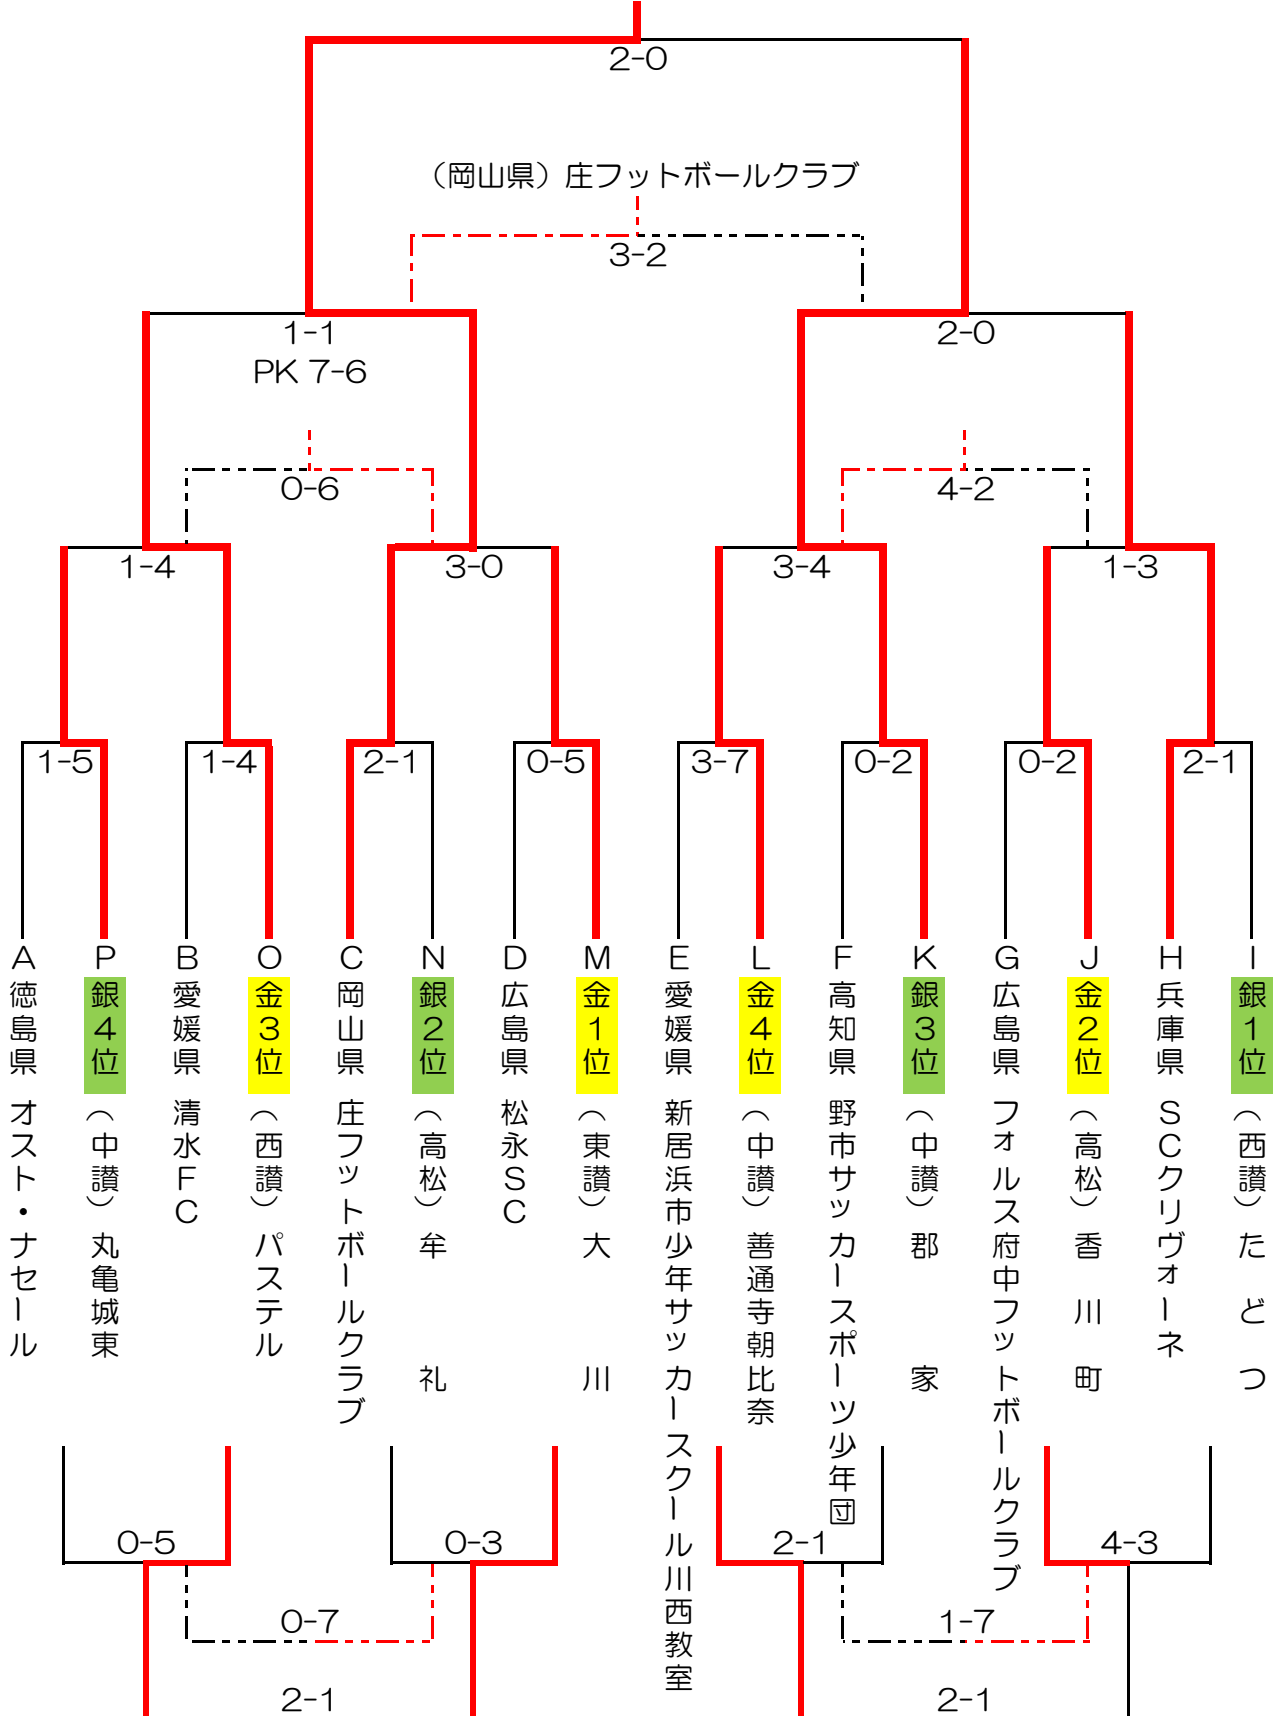 2-0
（岡山県）庄フットボールクラブ
3-2
1-1
PK 7-6
2-0
0-6
4-2
1-4
3-0
3-4
1-3
1-5
1-4
2-1
0-5
3-7
0-2
0-2
2-1
A 徳島県 オスト・ナセール
P 銀4位 （中讃）丸亀城東
B 愛媛県 清水FC
O 金3位 （西讃）パステル
C 岡山県 庄フットボールクラブ
N 銀2位 （高松）牟礼
D 広島県 松永SC
M 金1位 （東讃）大川
E 愛媛県 新居浜市少年サッカースクール川西教室
L 金4位 （中讃）善通寺朝比奈
F 高知県 野市サッカースポーツ少年団
K 銀3位 （中讃）郡家
G 広島県 フォルス府中フットボールクラブ
J 金2位 （高松）香川町
H 兵庫県 SCクリヴォーネ
I 銀1位 （西讃）たどつ
0-5
0-3
2-1
4-3
0-7
1-7
2-1
2-1